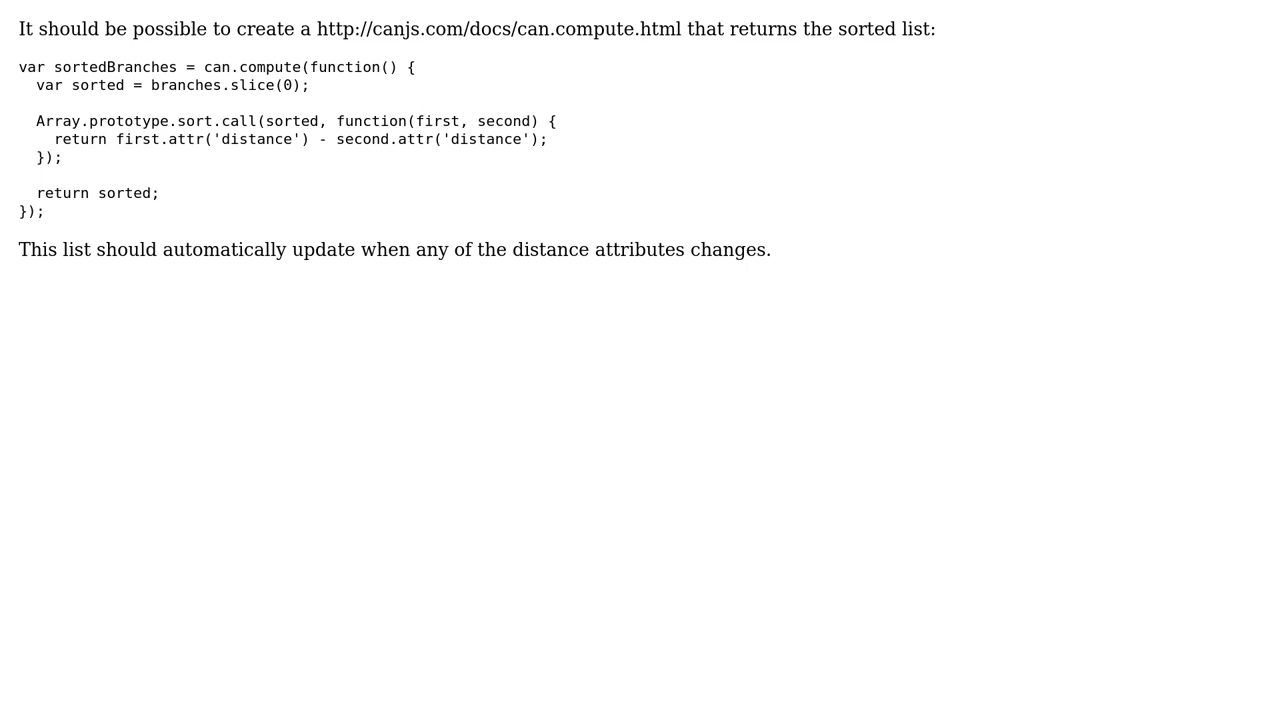 It should be possible to create a http://canjs.com/docs/can.compute.html that returns the sorted list:
var sortedBranches = can.compute(function() {
  var sorted = branches.slice(0);

  Array.prototype.sort.call(sorted, function(first, second) {
    return first.attr('distance') - second.attr('distance');
  });

  return sorted;
});
This list should automatically update when any of the distance attributes changes.